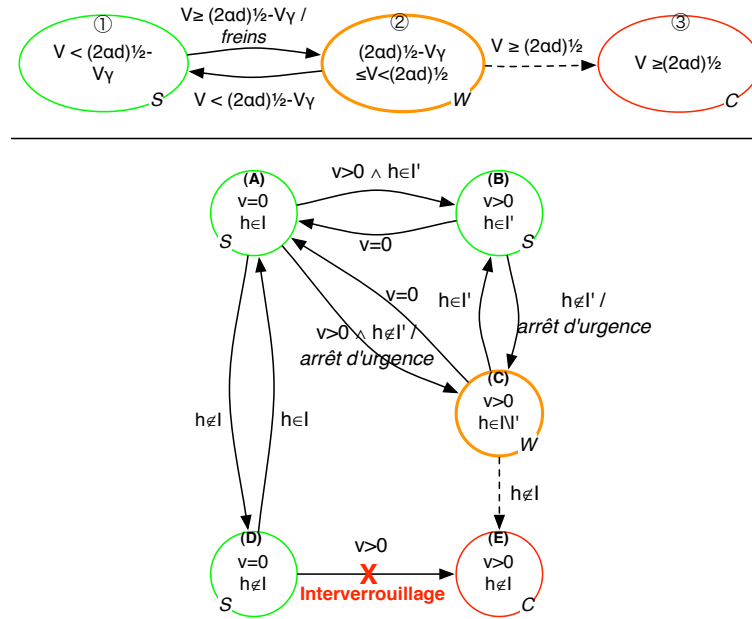 ①
V < (2αd)½-
Vγ
S
V≥ (2αd)½-Vγ /
freins
V < (2αd)½-Vγ
②
(2αd)½-Vγ
≤V<(2αd)½
W
V ≥ (2αd)½
③
V ≥(2αd)½
C
(A)
v=0
h∈I
S
v>0 ∧ h∈I'
v=0
(B)
v>0
h∈I'
S
v=0
v>0 ∧ h∉I' /
arrêt d'urgence
h∈I'
h∉I' /
arrêt d'urgence
(C)
v>0
h∈I\I'
W
h∉I
h∈I
h∉I
(D)
v=0
h∉I
S
v>0
X
Interverrouillage
(E)
v>0
h∉I
C